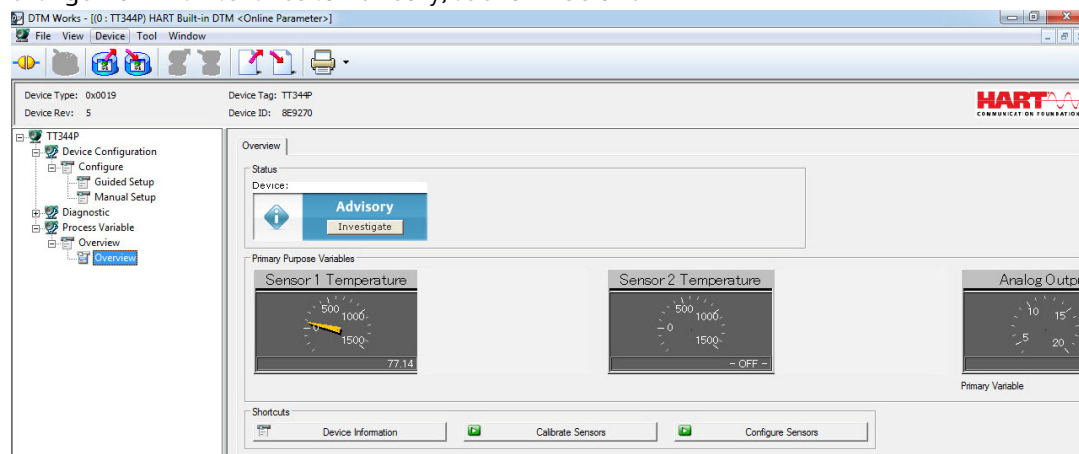 DTM Works - [(0 : TT344P) HART Built-in DTM <Online Parameter>]
File View Device Tool Window
Device Type: 0x0019
Device Tag: TT344P
Device Rev: 5
Device ID: 8E9270
HART
COMMUNICATION FOUNDATION
TT344P
Device Configuration
Configure
Guided Setup
Manual Setup
Diagnostic
Process Variable
Overview
Overview
Overview
Status
Device:
Advisory
Investigate
Primary Purpose Variables
Sensor 1 Temperature
0 500 1000 1500
77.14
Sensor 2 Temperature
0 500 1000 1500
- OFF -
Analog Outp
5 10 15 20
Primary Variable
Shortcuts
Device Information
Calibrate Sensors
Configure Sensors